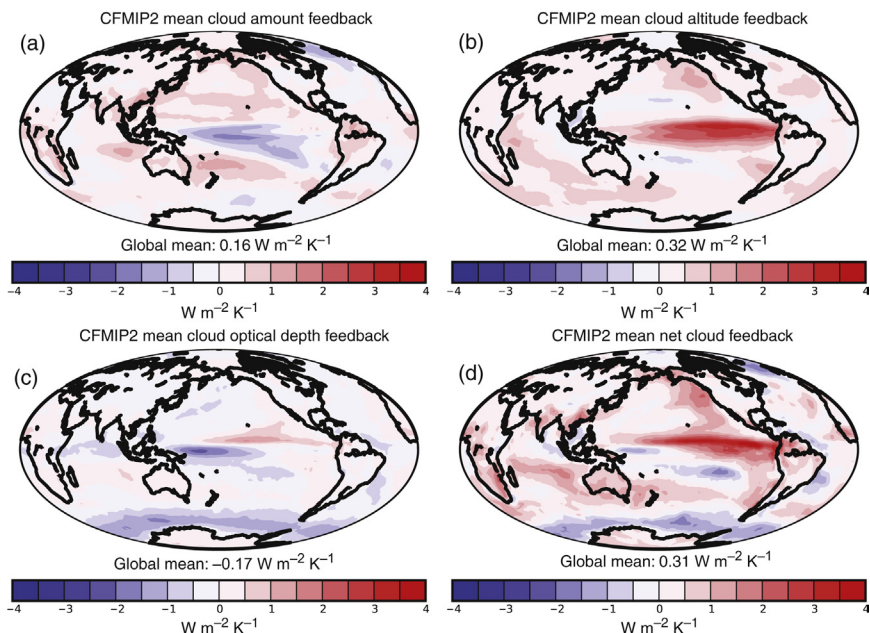 CFMIP2 mean cloud amount feedback
(a)
Global mean: 0.16 W m⁻² K⁻¹
−4 −3 −2 −1 0 1 2 3 4
W m⁻² K⁻¹
CFMIP2 mean cloud altitude feedback
(b)
Global mean: 0.32 W m⁻² K⁻¹
−4 −3 −2 −1 0 1 2 3 4
W m⁻² K⁻¹
CFMIP2 mean cloud optical depth feedback
(c)
Global mean: −0.17 W m⁻² K⁻¹
−4 −3 −2 −1 0 1 2 3 4
W m⁻² K⁻¹
CFMIP2 mean net cloud feedback
(d)
Global mean: 0.31 W m⁻² K⁻¹
−4 −3 −2 −1 0 1 2 3 4
W m⁻² K⁻¹